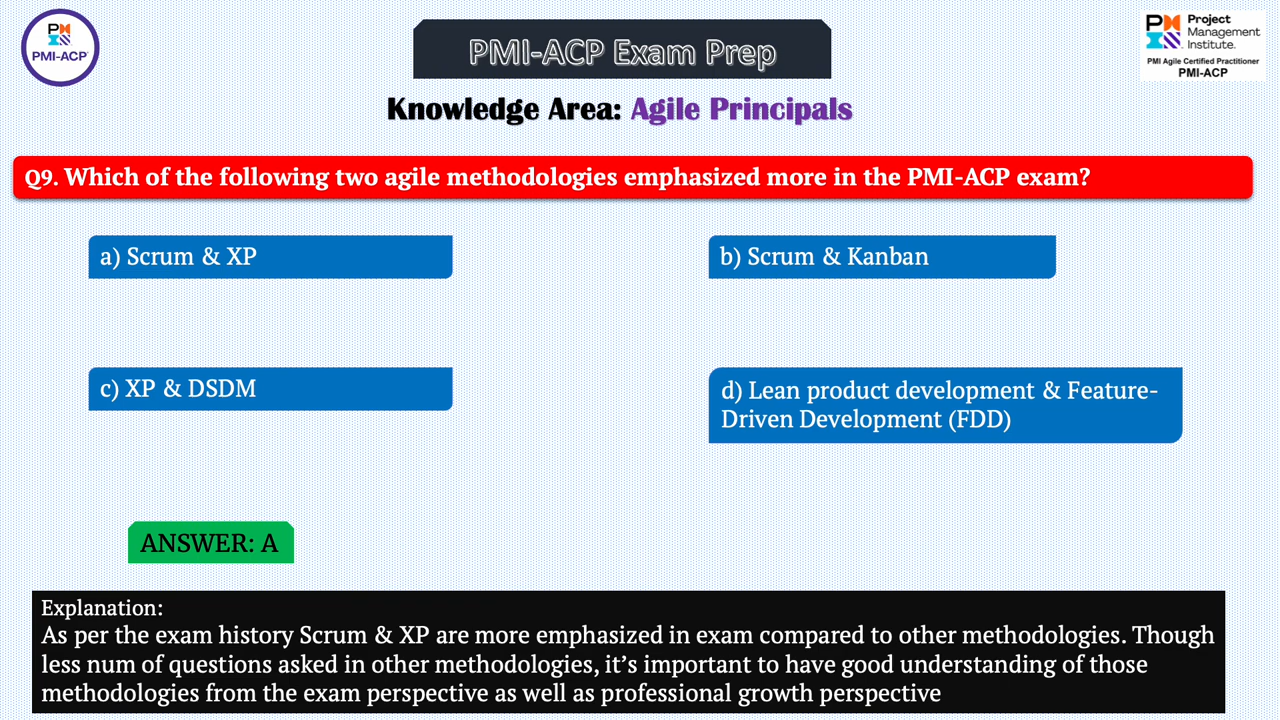 PMI-ACP
PMI-ACP Exam Prep
Project
Management
Institute.
PMI Agile Certified Practitioner
PMI-ACP
Knowledge Area: Agile Principals
Q9. Which of the following two agile methodologies emphasized more in the PMI-ACP exam?
a) Scrum & XP
b) Scrum & Kanban
c) XP & DSDM
d) Lean product development & Feature-
Driven Development (FDD)
ANSWER: A
Explanation:
As per the exam history Scrum & XP are more emphasized in exam compared to other methodologies. Though
less num of questions asked in other methodologies, it’s important to have good understanding of those
methodologies from the exam perspective as well as professional growth perspective